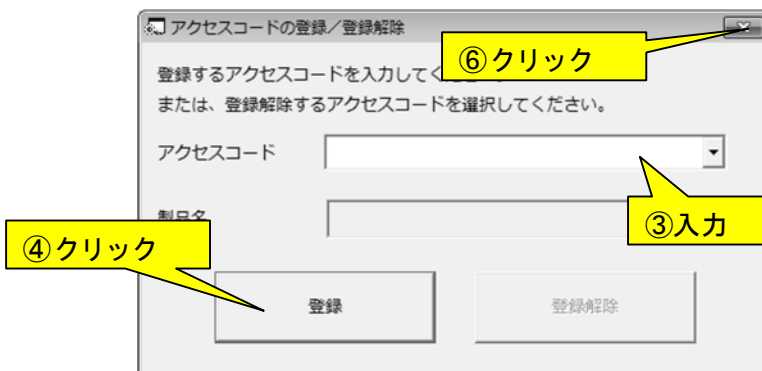 アクセスコードの登録／登録解除
⑥クリック
登録するアクセスコードを入力してく
または、登録解除するアクセスコードを選択してください。
アクセスコード
③入力
製品名
④クリック
登録
登録解除